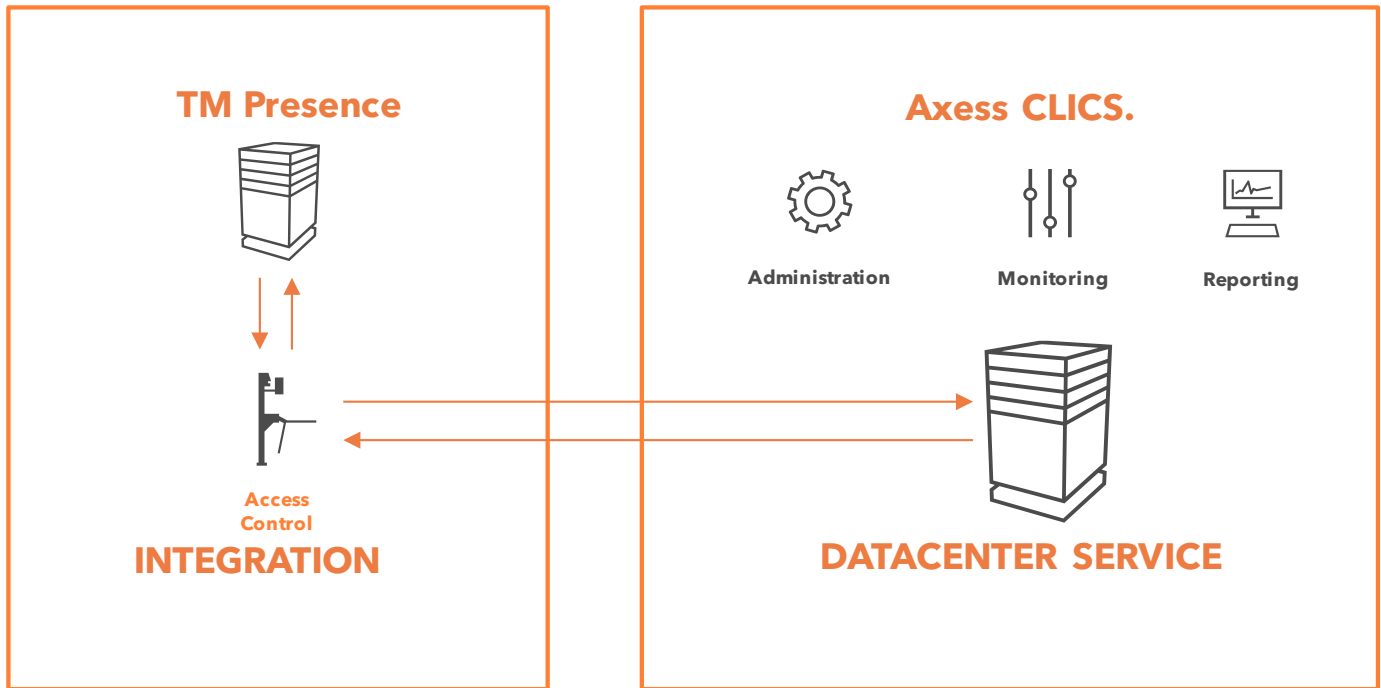 TM Presence
Access
Control
INTEGRATION
Axess CLICS.
Administration
Monitoring
Reporting
DATACENTER SERVICE